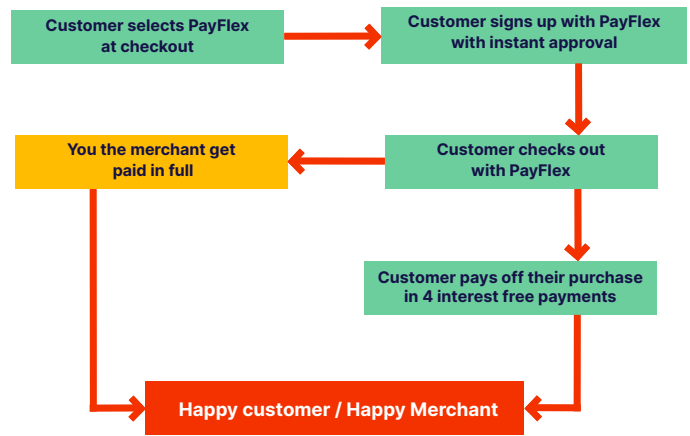 Customer selects PayFlex
at checkout
Customer signs up with PayFlex
with instant approval
You the merchant get
paid in full
Customer checks out
with PayFlex
Customer pays off their purchase
in 4 interest free payments
Happy customer / Happy Merchant